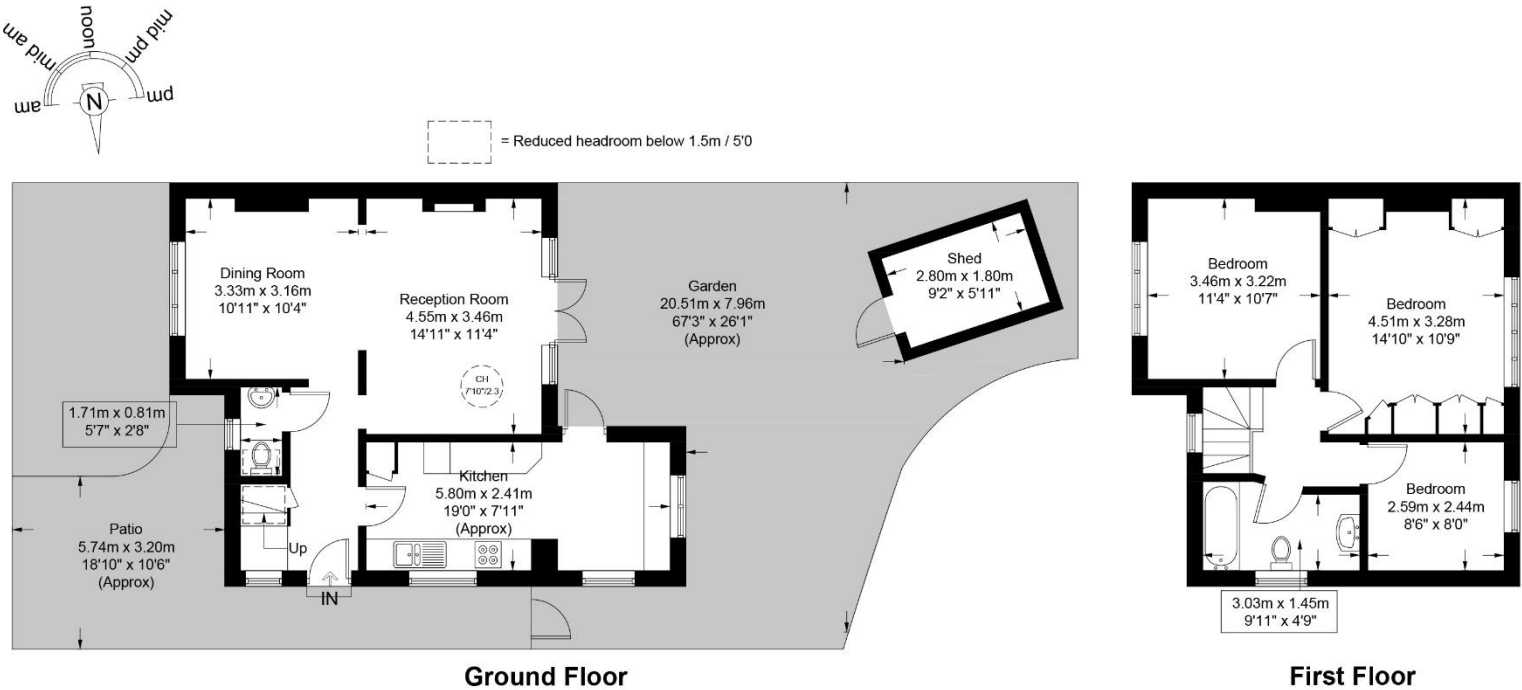 am
mid am
noon
mid pm
pm
N
= Reduced headroom below 1.5m / 5'0
Dining Room
3.33m x 3.16m
10'11" x 10'4"
Reception Room
4.55m x 3.46m
14'11" x 11'4"
CH
7'10"/2.3
Garden
20.51m x 7.96m
67'3" x 26'1"
(Approx)
Shed
2.80m x 1.80m
9'2" x 5'11"
1.71m x 0.81m
5'7" x 2'8"
Kitchen
5.80m x 2.41m
19'0" x 7'11"
(Approx)
Patio
5.74m x 3.20m
18'10" x 10'6"
(Approx)
Up
IN
Ground Floor
Bedroom
3.46m x 3.22m
11'4" x 10'7"
Bedroom
4.51m x 3.28m
14'10" x 10'9"
Bedroom
2.59m x 2.44m
8'6" x 8'0"
3.03m x 1.45m
9'11" x 4'9"
First Floor